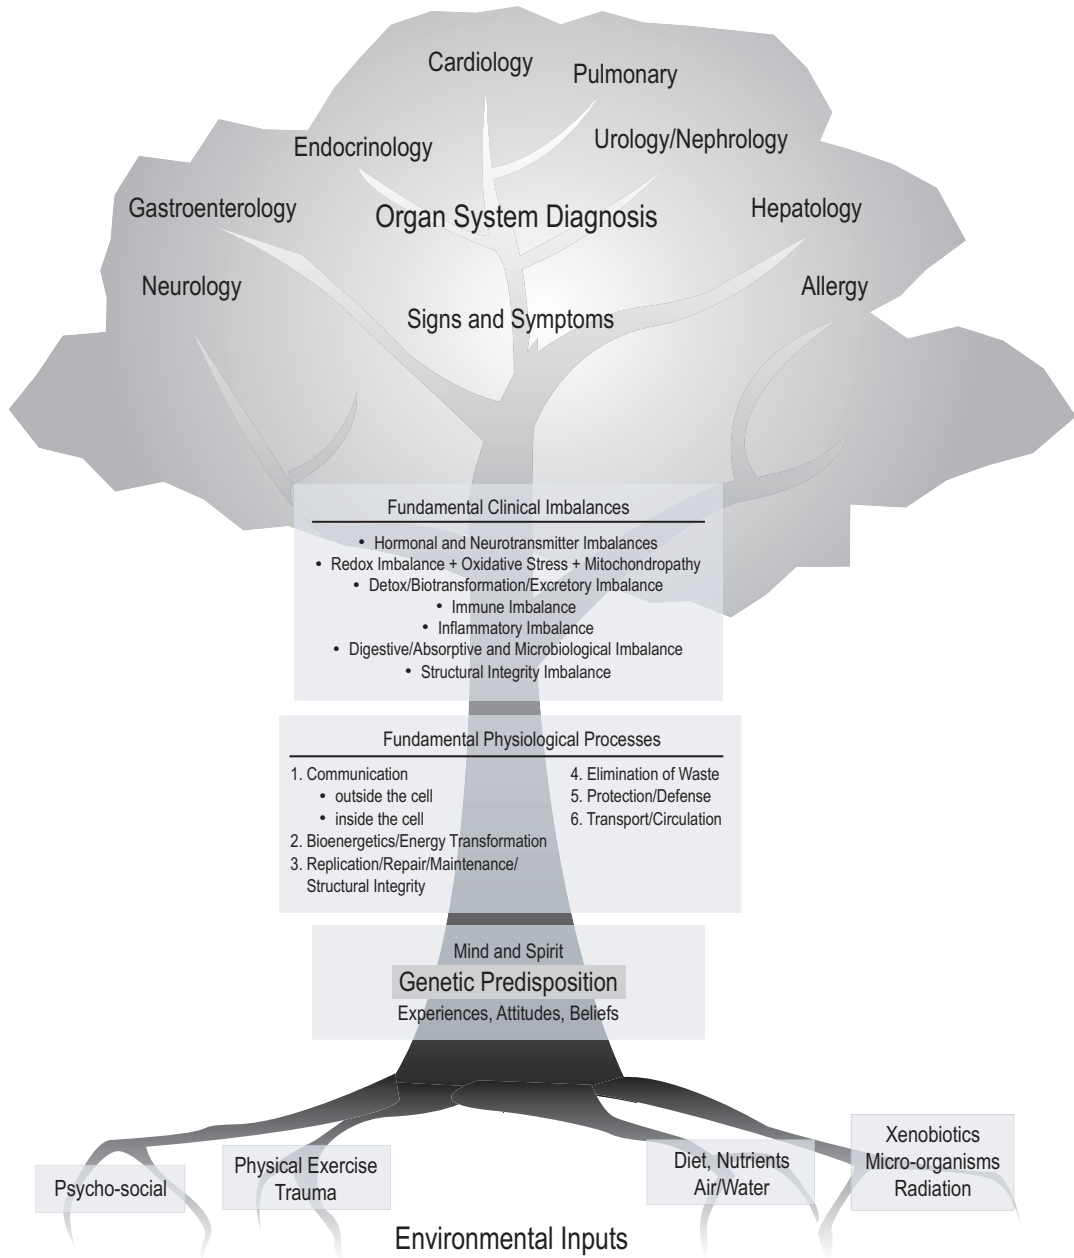 Cardiology
Pulmonary
Endocrinology
Urology/Nephrology
Gastroenterology
Organ System Diagnosis
Hepatology
Neurology
Allergy
Signs and Symptoms
Fundamental Clinical Imbalances
• Hormonal and Neurotransmitter Imbalances
• Redox Imbalance + Oxidative Stress + Mitochondropathy
• Detox/Biotransformation/Excretory Imbalance
• Immune Imbalance
• Inflammatory Imbalance
• Digestive/Absorptive and Microbiological Imbalance
• Structural Integrity Imbalance
Fundamental Physiological Processes
1. Communication
• outside the cell
• inside the cell
2. Bioenergetics/Energy Transformation
3. Replication/Repair/Maintenance/
Structural Integrity
4. Elimination of Waste
5. Protection/Defense
6. Transport/Circulation
Mind and Spirit
Genetic Predisposition
Experiences, Attitudes, Beliefs
Psycho-social
Physical Exercise
Trauma
Diet, Nutrients
Air/Water
Xenobiotics
Micro-organisms
Radiation
Environmental Inputs